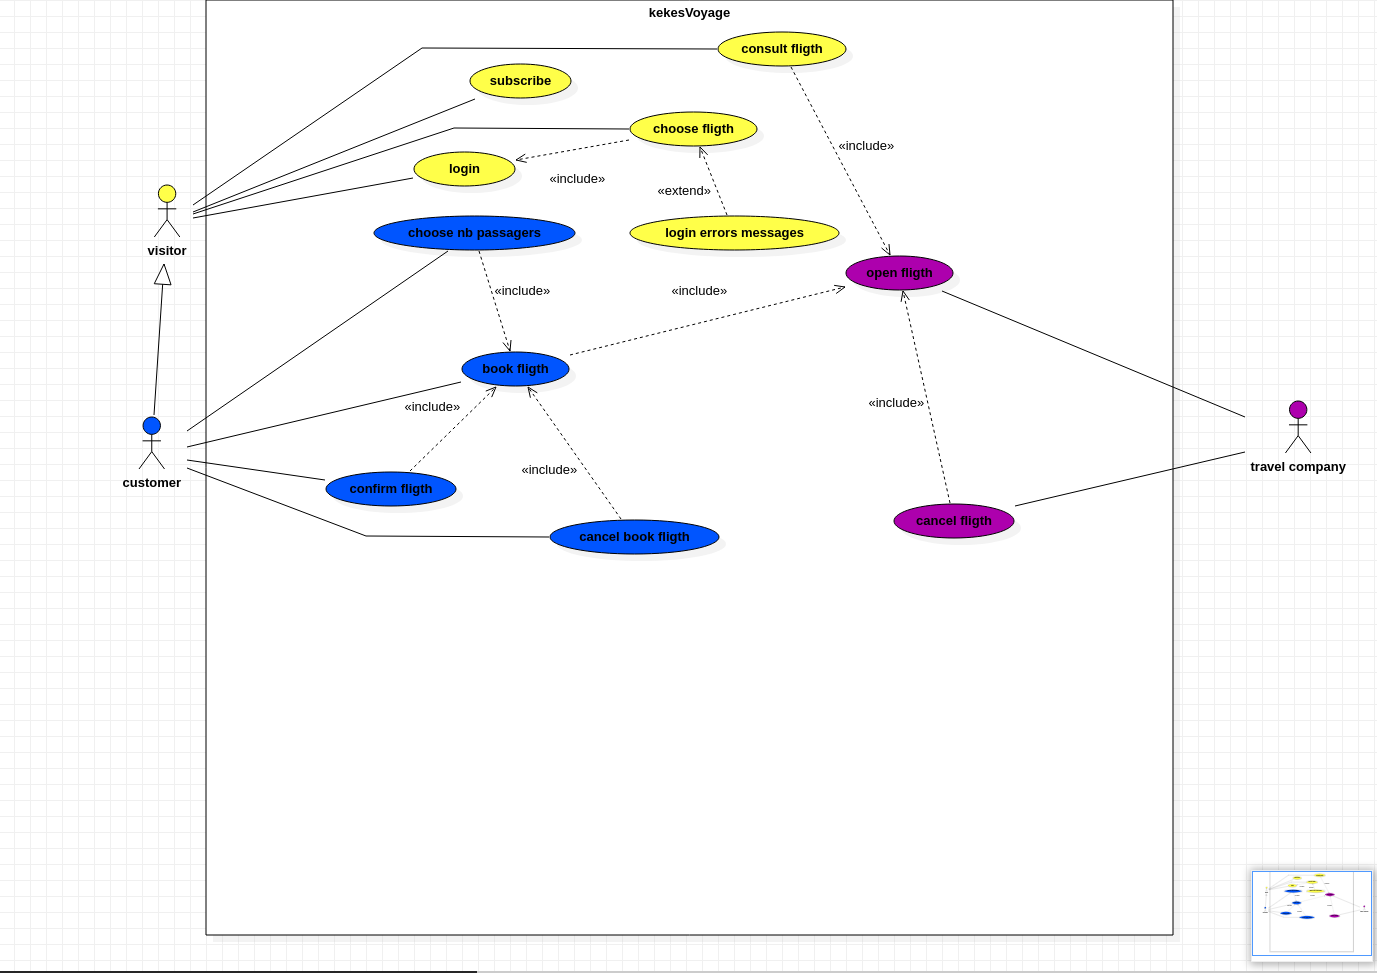 kekesVoyage
consult fligth
subscribe
choose fligth
«include»
login
«include»
«extend»
choose nb passagers
login errors messages
visitor
open fligth
«include»
«include»
book fligth
«include»
«include»
travel company
«include»
customer
confirm fligth
cancel fligth
cancel book fligth